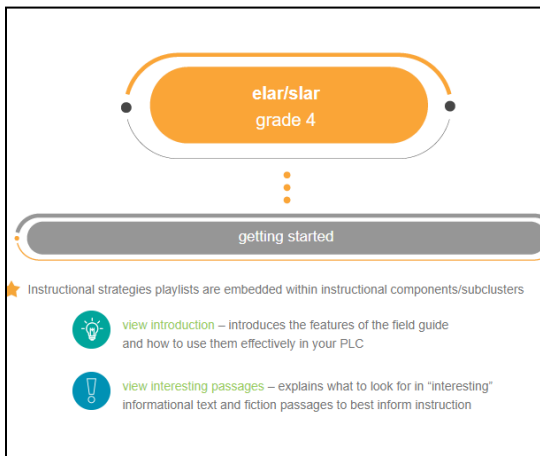 elar/slar
grade 4
getting started
Instructional strategies playlists are embedded within instructional components/subclusters
view introduction – introduces the features of the field guide
and how to use them effectively in your PLC
view interesting passages – explains what to look for in “interesting”
informational text and fiction passages to best inform instruction